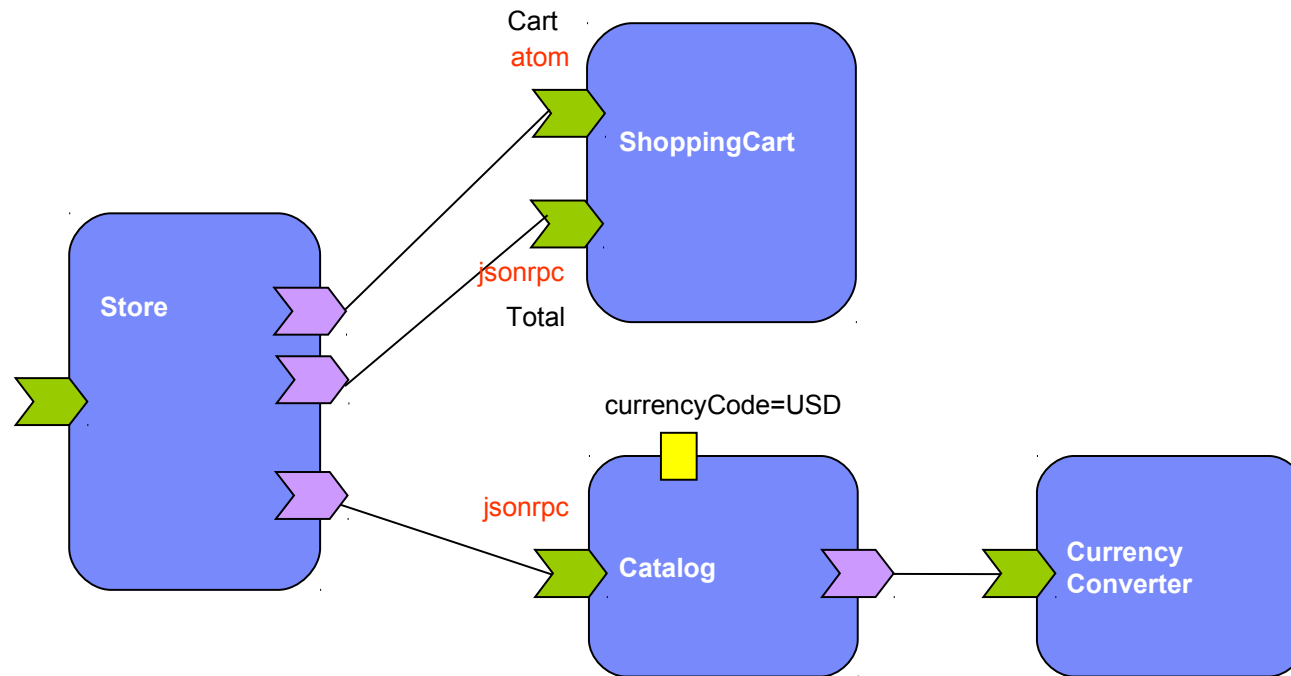 Cart
atom
ShoppingCart
jsonrpc
Total
Store
currencyCode=USD
jsonrpc
Catalog
Currency
Converter